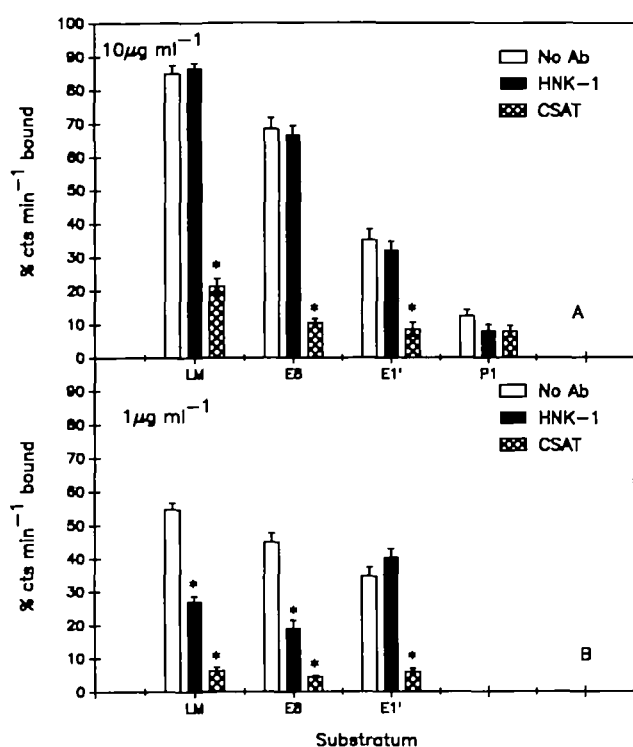 100
90
80
70
60
50
40
30
20
10
0
% cts min⁻¹ bound
10μg ml⁻¹
No Ab
HNK-1
CSAT
*
*
*
A
LM E8 E1' P1
90
80
70
60
50
40
30
20
10
0
% cts min⁻¹ bound
1μg ml⁻¹
No Ab
HNK-1
CSAT
*
*
*
*
*
B
LM E8 E1'
Substratum